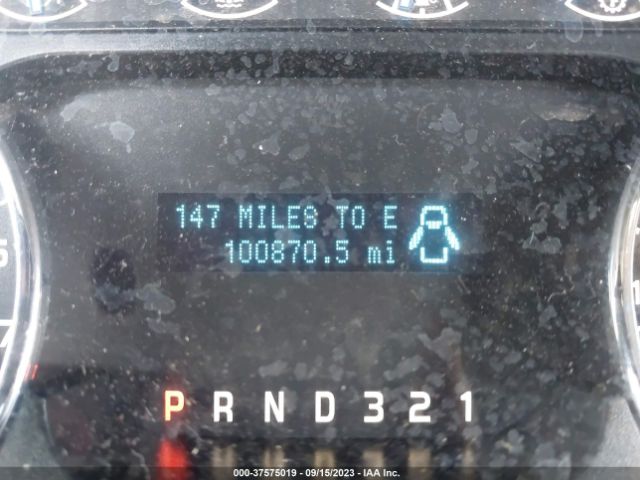 147 MILES TO E
100870.5 mi
P R N D 3 2 1
000-37575019 - 09/15/2023 - IAA Inc.